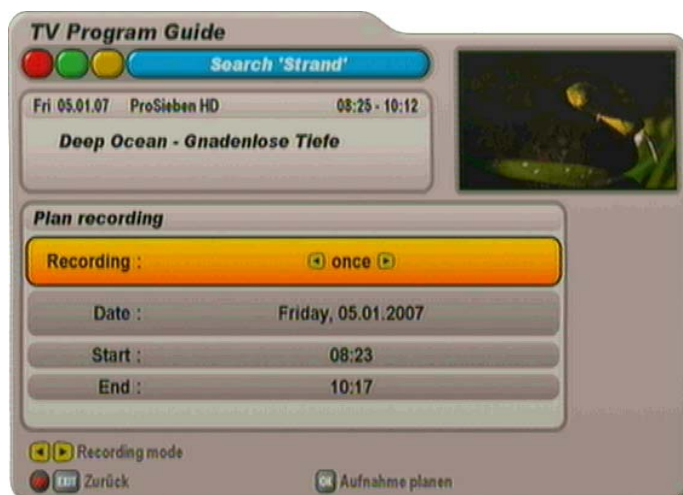 TV Program Guide
Search 'Strand'
Fri 05.01.07 ProSieben HD 08:25 - 10:12
Deep Ocean - Gnadenlose Tiefe
Plan recording
Recording : once
Date : Friday, 05.01.2007
Start : 08:23
End : 10:17
Recording mode
EXIT Zurück OK Aufnahme planen